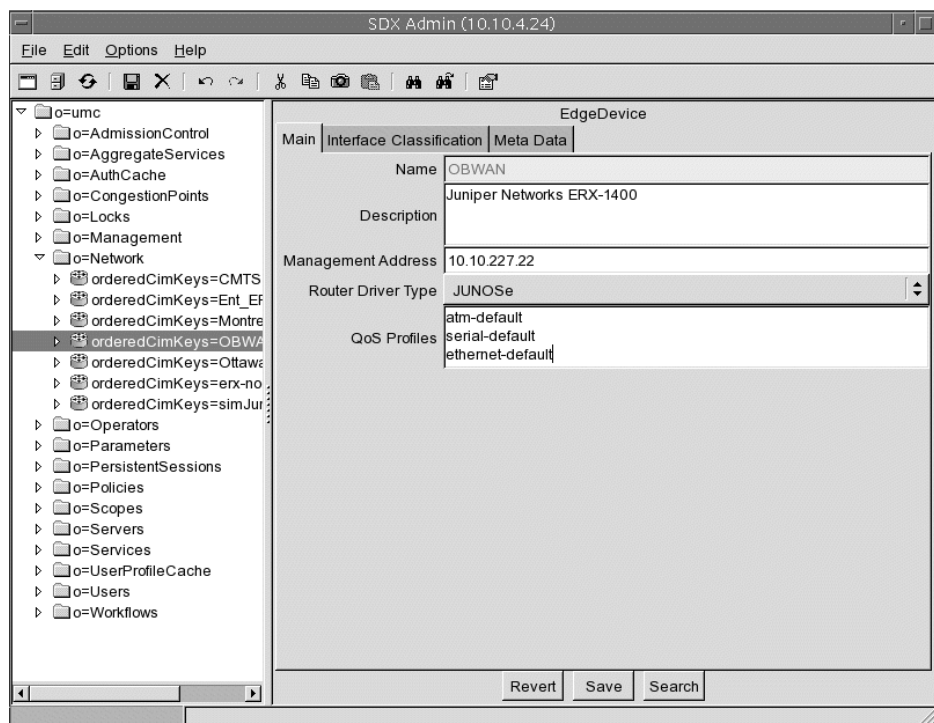 SDX Admin (10.10.4.24)
File Edit Options Help
o=umc
o=AdmissionControl
o=AggregateServices
o=AuthCache
o=CongestionPoints
o=Locks
o=Management
o=Network
orderedCimKeys=CMTS
orderedCimKeys=Ent_EF
orderedCimKeys=Montre
orderedCimKeys=OBWA
orderedCimKeys=Ottawa
orderedCimKeys=erx-no
orderedCimKeys=simJur
o=Operators
o=Parameters
o=PersistentSessions
o=Policies
o=Scopes
o=Servers
o=Services
o=UserProfileCache
o=Users
o=Workflows
EdgeDevice
Main Interface Classification Meta Data
Name OBWAN
Description Juniper Networks ERX-1400
Management Address 10.10.227.22
Router Driver Type JUNOSe
QoS Profiles atm-default
serial-default
ethernet-default
Revert Save Search